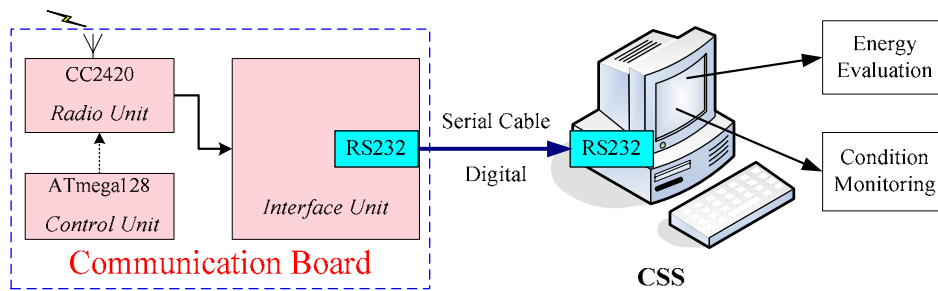 CC2420
Radio Unit
ATmega128
Control Unit
RS232
Interface Unit
Communication Board
Serial Cable
Digital
RS232
CSS
Energy
Evaluation
Condition
Monitoring